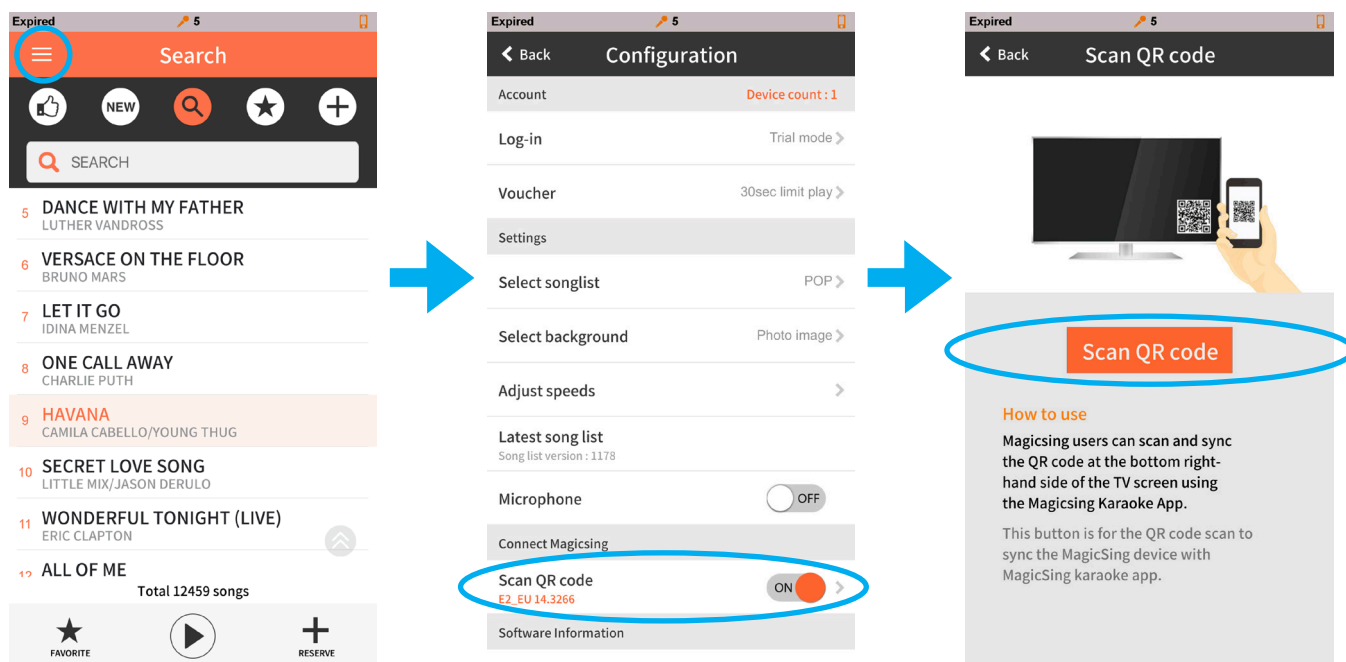 Expired 5
Search
NEW
SEARCH
5 DANCE WITH MY FATHER
LUTHER VANDROSS
6 VERSACE ON THE FLOOR
BRUNO MARS
7 LET IT GO
IDINA MENZEL
8 ONE CALL AWAY
CHARLIE PUTH
9 HAVANA
CAMILA CABELLO/YOUNG THUG
10 SECRET LOVE SONG
LITTLE MIX/JASON DERULO
11 WONDERFUL TONIGHT (LIVE)
ERIC CLAPTON
12 ALL OF ME
Total 12459 songs
FAVORITE RESERVE
Expired 5
Back Configuration
Account Device count : 1
Log-in Trial mode
Voucher 30sec limit play
Settings
Select songlist POP
Select background Photo image
Adjust speeds
Latest song list
Song list version : 1178
Microphone OFF
Connect Magicsing
Scan QR code ON
E2_EU 14.3266
Software Information
Expired 5
Back Scan QR code
Scan QR code
How to use
Magicsing users can scan and sync
the QR code at the bottom right-
hand side of the TV screen using
the Magicsing Karaoke App.
This button is for the QR code scan to
sync the MagicSing device with
MagicSing karaoke app.